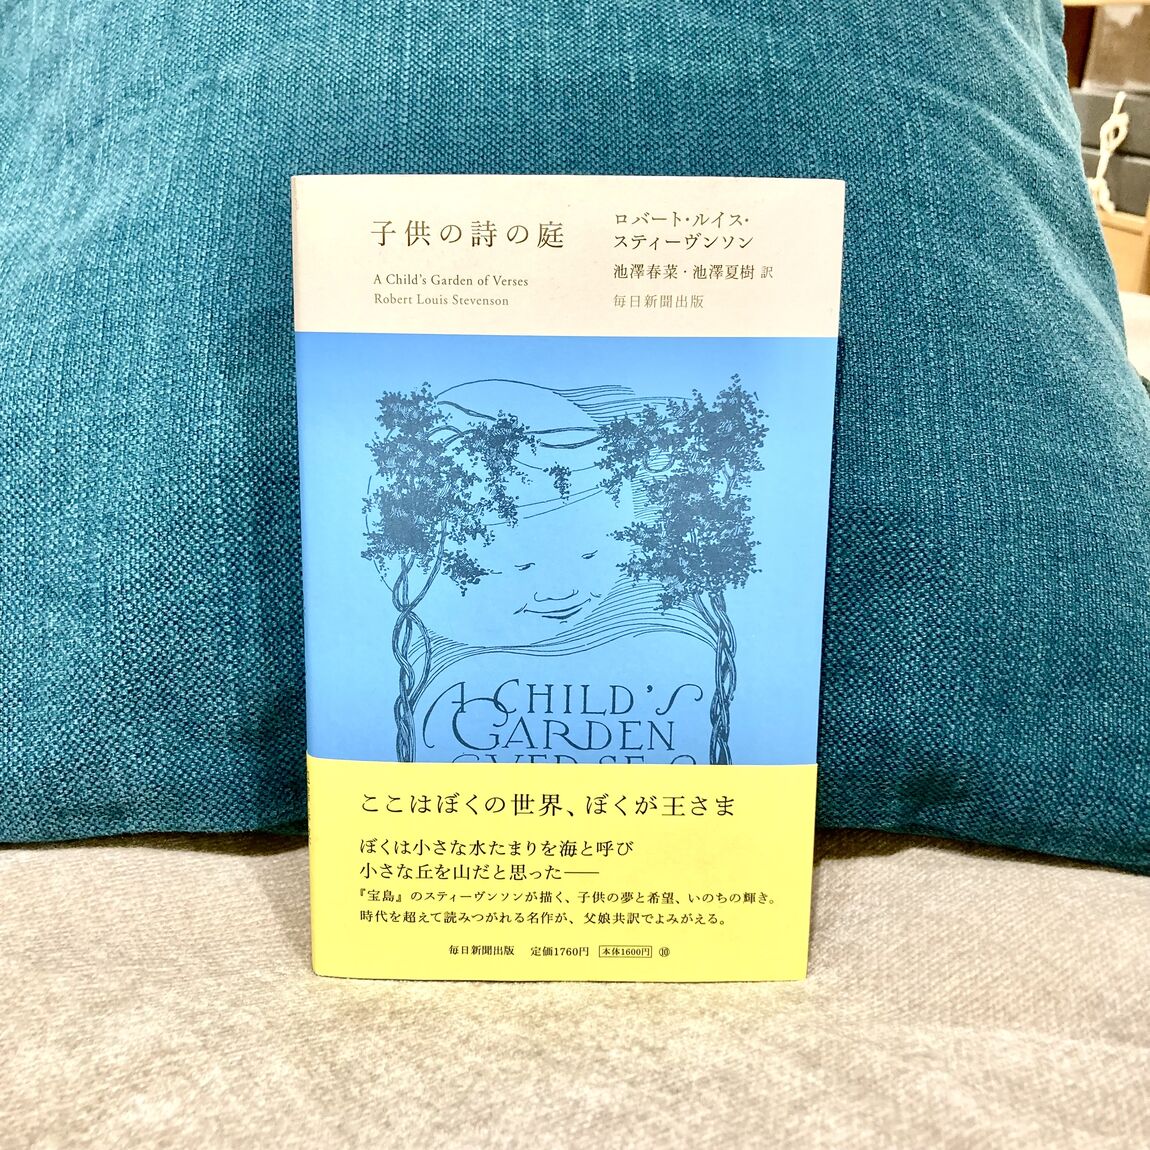 子供の詩の庭
A Child's Garden of Verses
Robert Louis Stevenson
ロバート・ルイス・
スティーヴンソン
池澤春菜・池澤夏樹 訳
毎日新聞出版
A CHILD'S
GARDEN
ここはぼくの世界、ぼくが王さま
ぼくは小さな水たまりを海と呼び
小さな丘を山だと思った――
『宝島』のスティーヴンソンが描く、子供の夢と希望、いのちの輝き。
時代を超えて読みつがれる名作が、父娘共訳でよみがえる。
毎日新聞出版 定価1760円 本体1600円 ⑩